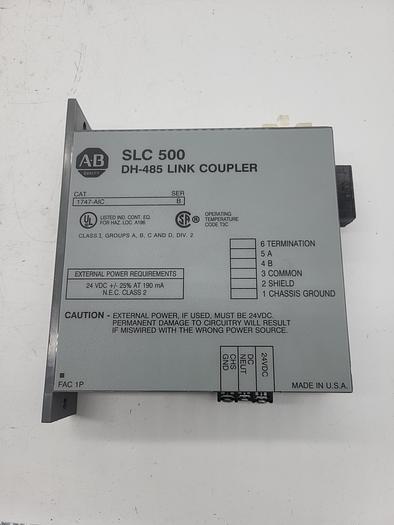 A-B
QUALITY
SLC 500
DH-485 LINK COUPLER
CAT SER
1747-AIC B
UL LISTED IND. CONT. EQ.
FOR HAZ. LOC. A196
SA OPERATING
TEMPERATURE
CODE T3C
CLASS I, GROUPS A, B, C AND D, DIV. 2
6 TERMINATION
5 A
4 B
3 COMMON
2 SHIELD
1 CHASSIS GROUND
EXTERNAL POWER REQUIREMENTS
24 VDC +/- 25% AT 190 mA
N.E.C. CLASS 2
CAUTION - EXTERNAL POWER, IF USED, MUST BE 24VDC.
PERMANENT DAMAGE TO CIRCUITRY WILL RESULT
IF MISWIRED WITH THE WRONG POWER SOURCE.
CHS
GND
DC
NEUT
24VDC
FAC 1P
MADE IN U.S.A.